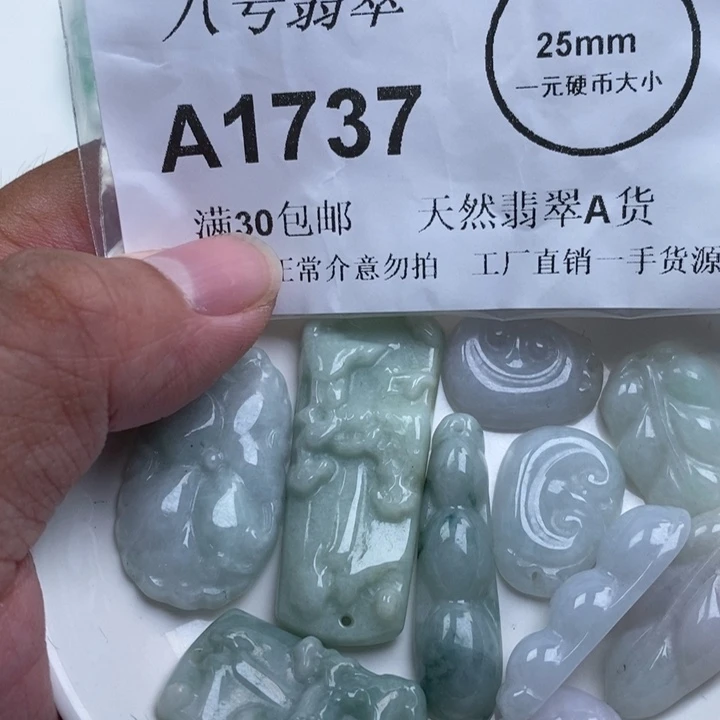 八号翡翠
25mm
一元硬币大小
A1737
满30包邮 天然翡翠A货
正常介意勿拍 工厂直销一手货源